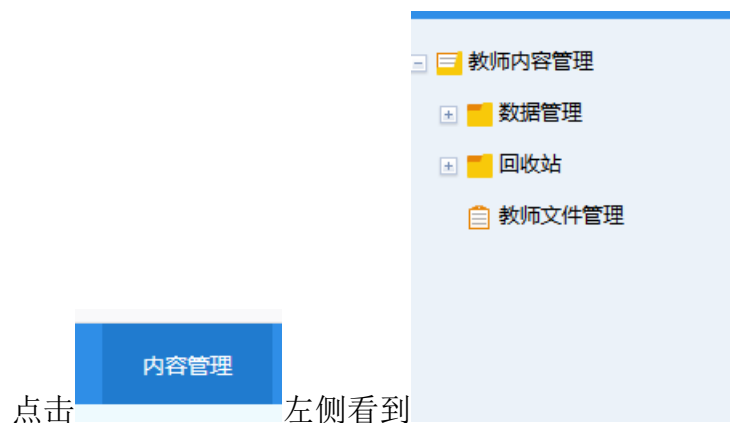 教师内容管理
数据管理
回收站
教师文件管理
点击 内容管理 左侧看到